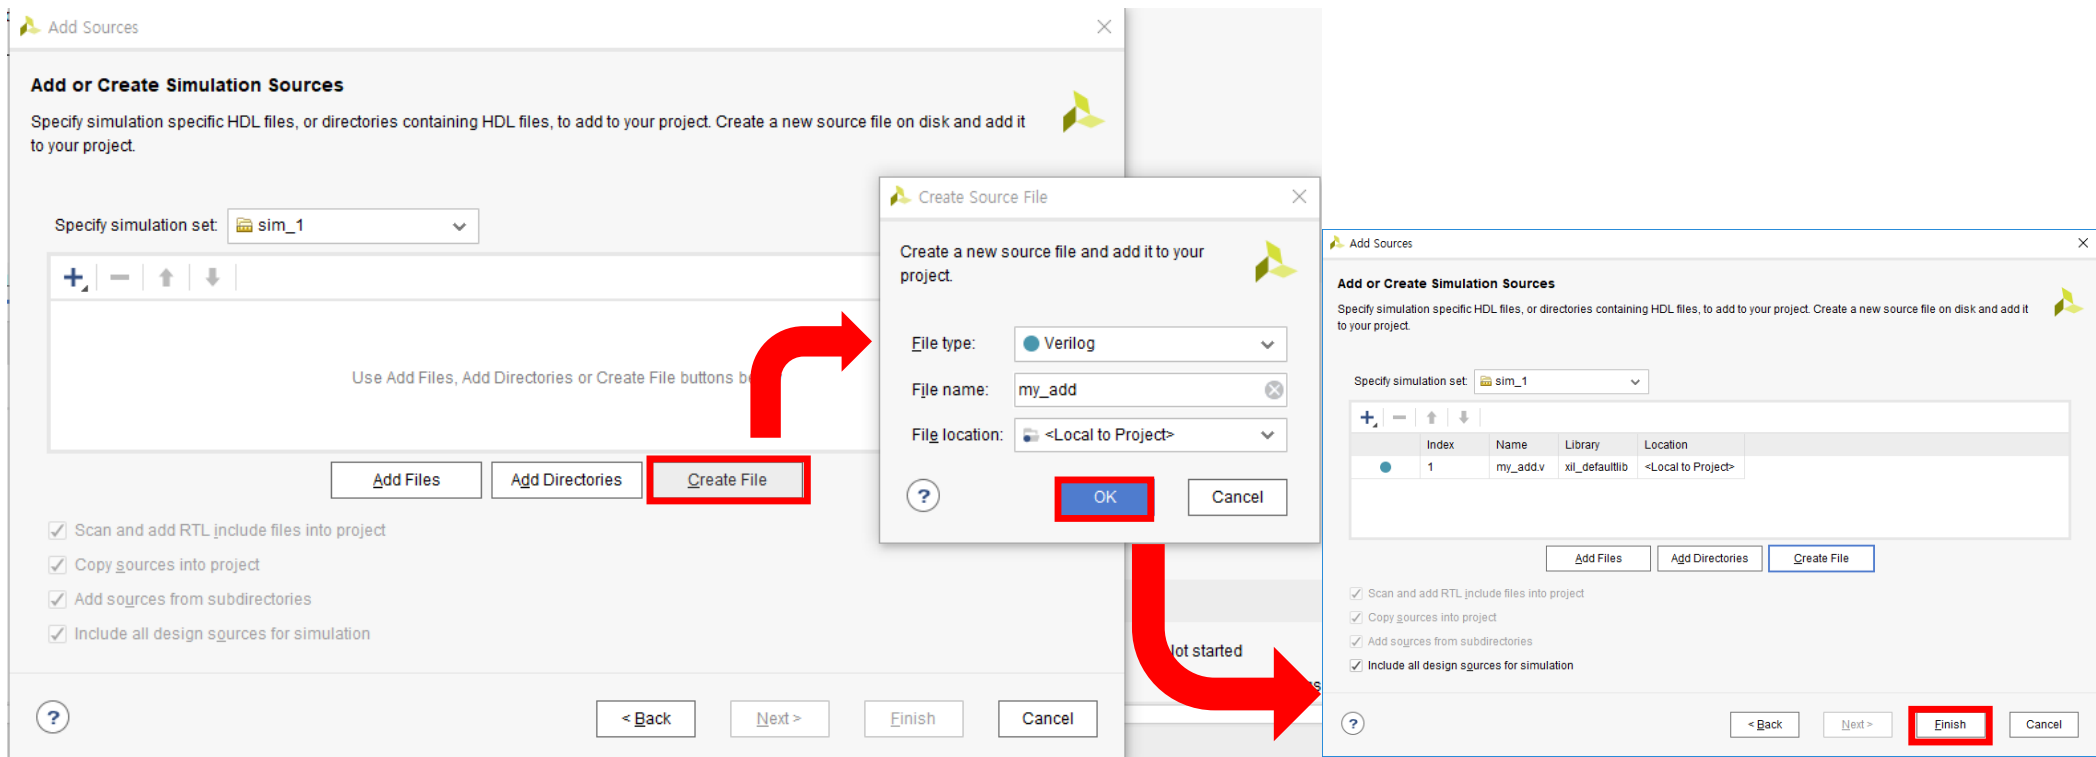 Add Sources
Add or Create Simulation Sources
Specify simulation specific HDL files, or directories containing HDL files, to add to your project. Create a new source file on disk and add it
to your project.
Specify simulation set: sim_1
Use Add Files, Add Directories or Create File buttons
Add Files Add Directories Create File
Scan and add RTL include files into project
Copy sources into project
Add sources from subdirectories
Include all design sources for simulation
? < Back Next > Finish Cancel
Create Source File
Create a new source file and add it to your
project.
File type: Verilog
File name: my_add
File location: <Local to Project>
? OK Cancel
started
Add Sources
Add or Create Simulation Sources
Specify simulation specific HDL files, or directories containing HDL files, to add to your project. Create a new source file on disk and add it
to your project.
Specify simulation set: sim_1
Index Name Library Location
1 my_add.v xil_defaultlib <Local to Project>
Add Files Add Directories Create File
Scan and add RTL include files into project
Copy sources into project
Add sources from subdirectories
Include all design sources for simulation
? < Back Next > Finish Cancel